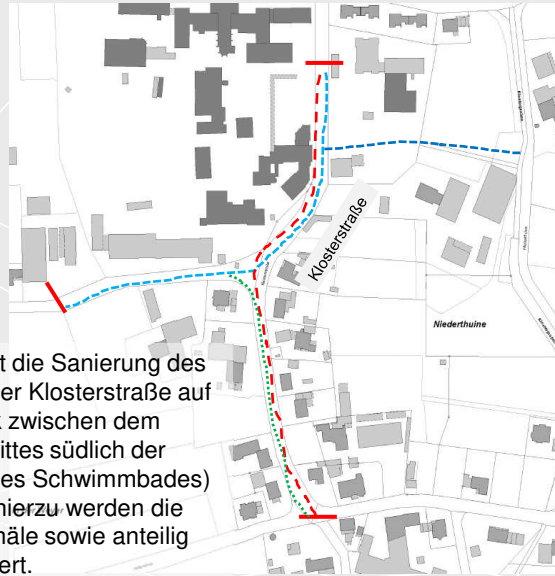 Klosterstraße
Niederthuine
t die Sanierung des
er Klosterstraße auf
zwischen dem
ittes südlich der
es Schwimmbades)
hierzu werden die
näle sowie anteilig
ert.